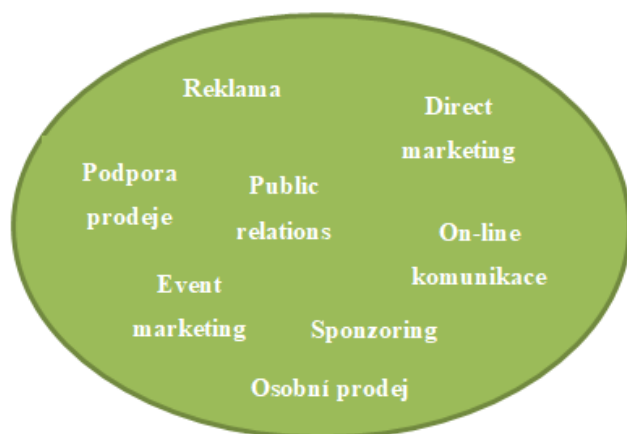 Reklama
Direct
marketing
Podpora
prodeje
Public
relations
On-line
komunikace
Event
marketing
Sponzoring
Osobní prodej